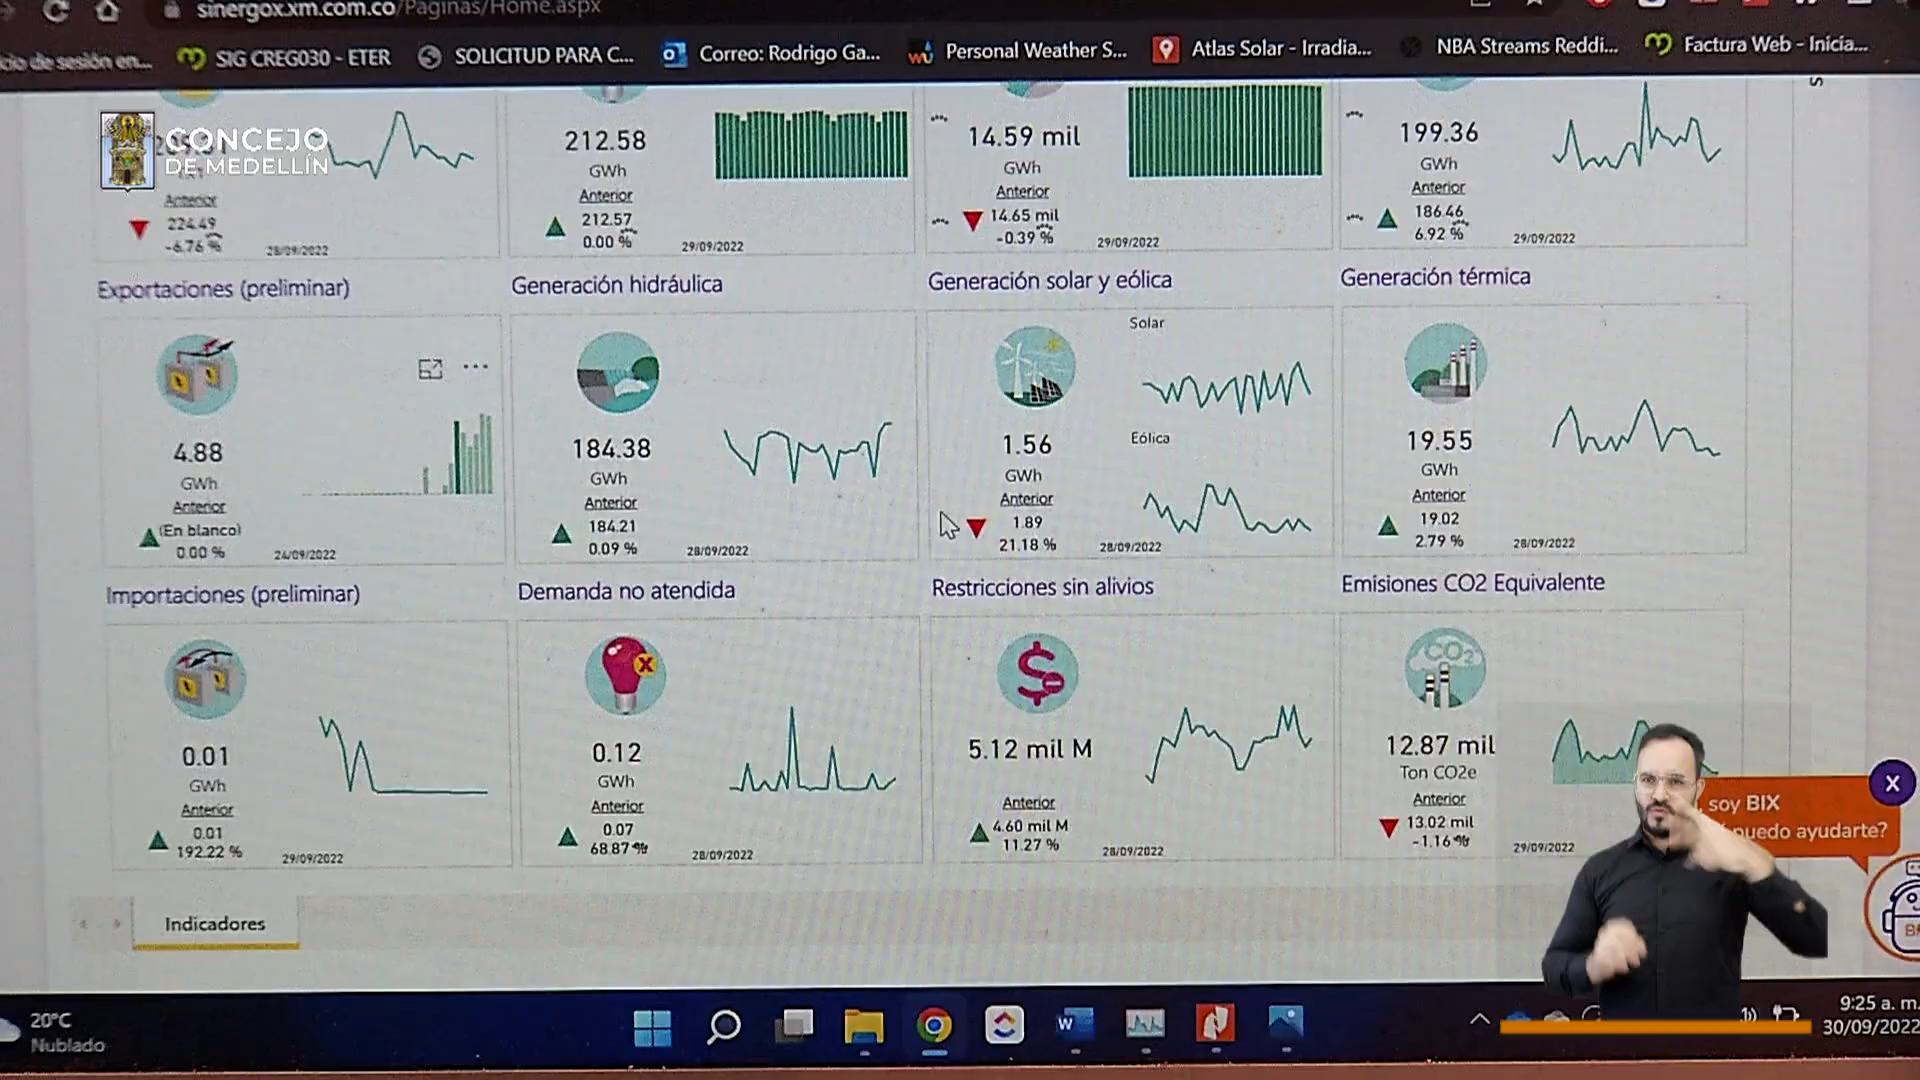 sinergox.xm.com.co/Paginas/Home.aspx
cio de sesión en...
SIG CREG030 - ETER
SOLICITUD PARA C...
Correo: Rodrigo Ga...
Personal Weather S...
Atlas Solar - Irradia...
NBA Streams Reddi...
Factura Web - Inicia...
CONCEJO
DE MEDELLÍN
Anterior
224.49
-6.76 %
28/09/2022
212.58
GWh
Anterior
212.57
0.00 %
29/09/2022
14.59 mil
GWh
Anterior
14.65 mil
-0.39 %
29/09/2022
199.36
GWh
Anterior
186.46
6.92 %
29/09/2022
Exportaciones (preliminar)
4.88
GWh
Anterior
(En blanco)
0.00 %
24/09/2022
Generación hidráulica
184.38
GWh
Anterior
184.21
0.09 %
28/09/2022
Generación solar y eólica
Solar
Eólica
1.56
GWh
Anterior
1.89
21.18 %
28/09/2022
Generación térmica
19.55
GWh
Anterior
19.02
2.79 %
28/09/2022
Importaciones (preliminar)
0.01
GWh
Anterior
0.01
192.22 %
29/09/2022
Demanda no atendida
0.12
GWh
Anterior
0.07
68.87 %
28/09/2022
Restricciones sin alivios
5.12 mil M
Anterior
4.60 mil M
11.27 %
28/09/2022
Emisiones CO2 Equivalente
CO2
12.87 mil
Ton CO2e
Anterior
13.02 mil
-1.16 %
29/09/2022
soy BIX
puedo ayudarte?
X
Indicadores
20°C
Nublado
9:25 a. m.
30/09/2022